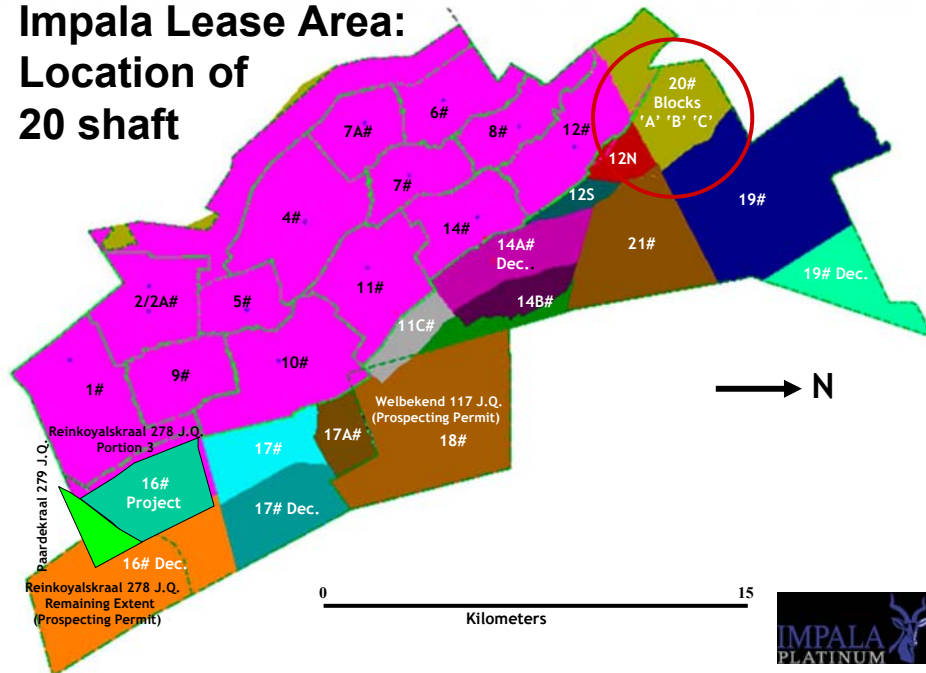 Impala Lease Area:
Location of
20 shaft
20#
Blocks
‘A’ ‘B’ ‘C’
6#
7A#
8#
12#
12N
7#
12S
19#
4#
14#
21#
14A#
Dec.
19# Dec.
2/2A#
5#
11#
14B#
11C#
10#
9#
1#
N
Welbekend 117 J.Q.
(Prospecting Permit)
18#
Reinkoyalskraal 278 J.Q.
Portion 3
17A#
17#
Paardekraal 279 J.Q.
16#
Project
17# Dec.
16# Dec.
Reinkoyalskraal 278 J.Q.
Remaining Extent
(Prospecting Permit)
0
15
Kilometers
IMPALA
PLATINUM